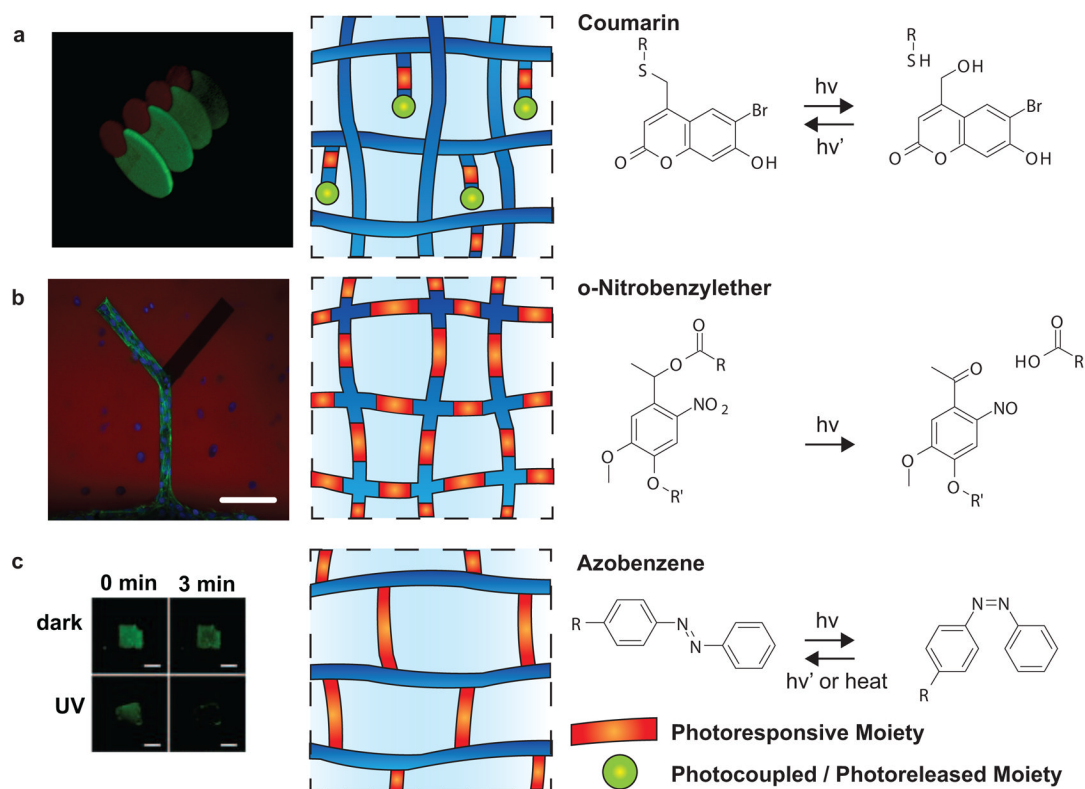 a
Coumarin
R
S
O
O
Br
OH
hν
hν’
R
SH
OH
O
O
Br
OH
b
o-Nitrobenzylether
O
O
R
NO2
O
O
R'
hν
O
HO
R
O
NO
O
O
R'
c
0 min 3 min
dark
UV
Azobenzene
R
N
N
hν
hν’ or heat
N=N
R
Photoresponsive Moiety
Photocoupled / Photoreleased Moiety